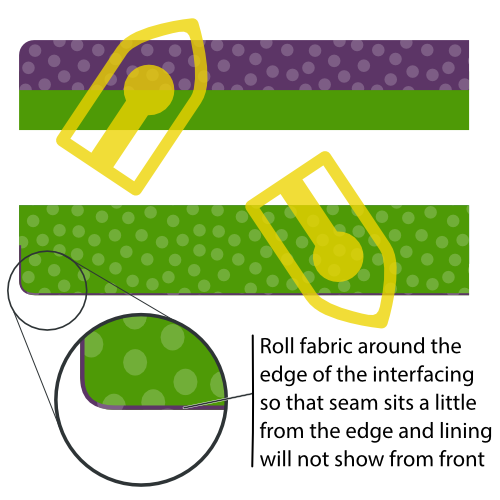 Roll fabric around the
edge of the interfacing
so that seam sits a little
from the edge and lining
will not show from front